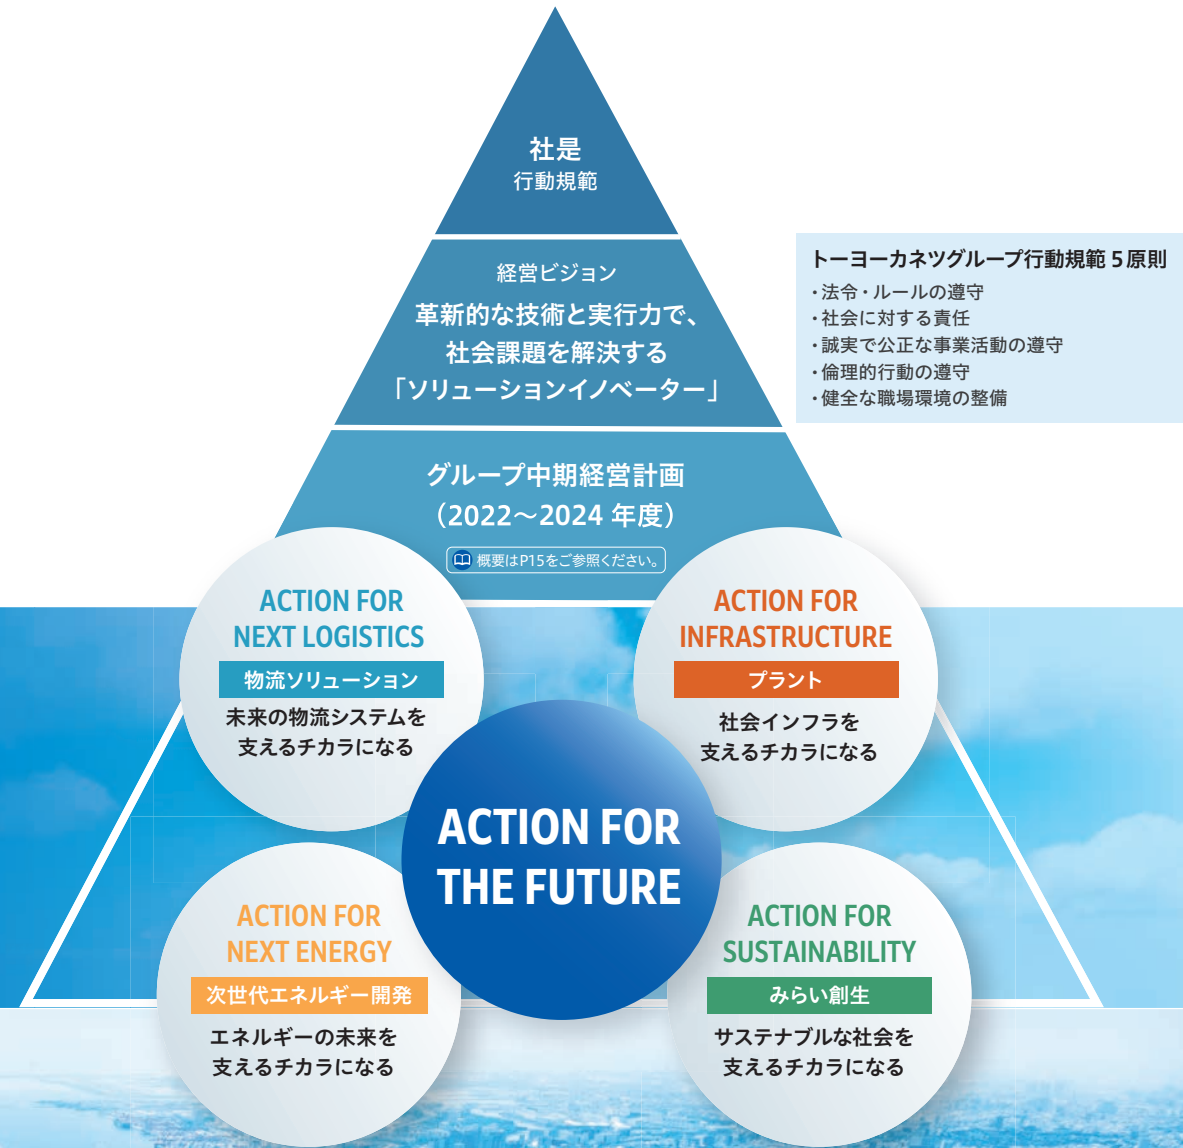 社是
行動規範
経営ビジョン
革新的な技術と実行力で、
社会課題を解決する
「ソリューションイノベーター」
トーヨーカネツグループ行動規範 5原則
・法令・ルールの遵守
・社会に対する責任
・誠実で公正な事業活動の遵守
・倫理的行動の遵守
・健全な職場環境の整備
グループ中期経営計画
（2022～2024 年度）
概要はP15をご参照ください。
ACTION FOR
NEXT LOGISTICS
物流ソリューション
未来の物流システムを
支えるチカラになる
ACTION FOR
INFRASTRUCTURE
プラント
社会インフラを
支えるチカラになる
ACTION FOR
THE FUTURE
ACTION FOR
NEXT ENERGY
次世代エネルギー開発
エネルギーの未来を
支えるチカラになる
ACTION FOR
SUSTAINABILITY
みらい創生
サステナブルな社会を
支えるチカラになる